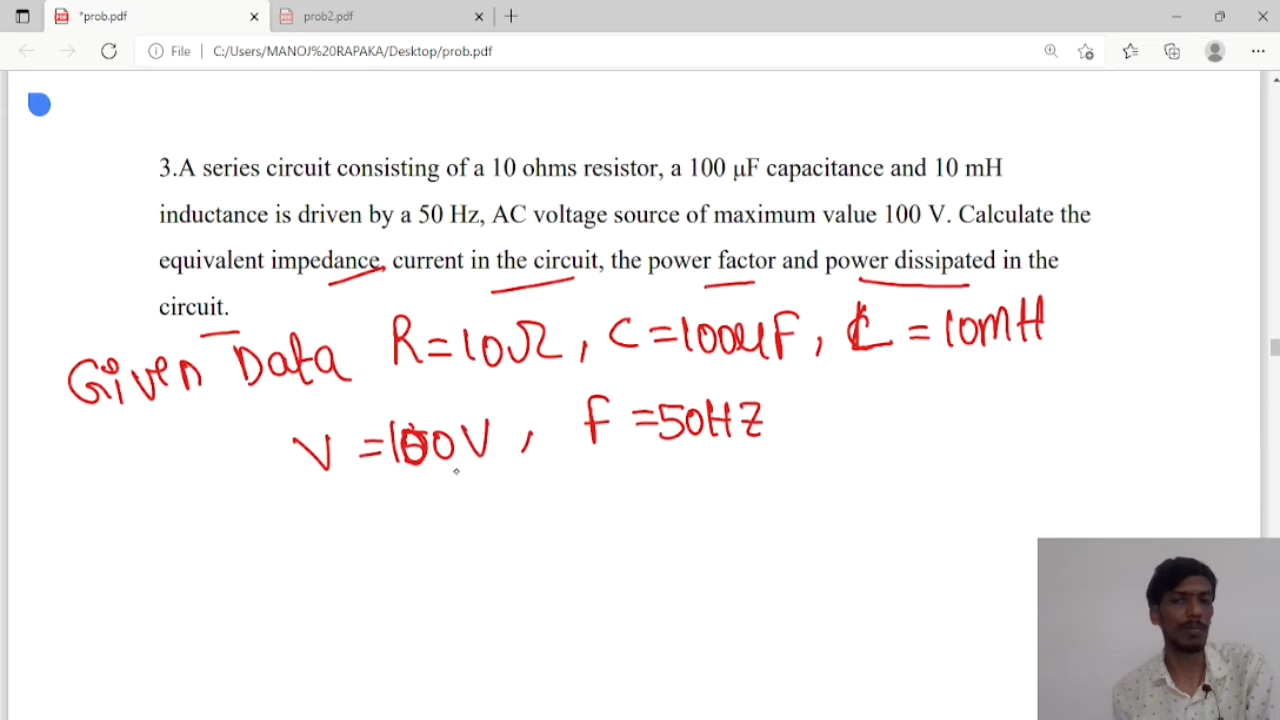 *prob.pdf
prob2.pdf
File C:/Users/MANOJ%20RAPAKA/Desktop/prob.pdf
3.A series circuit consisting of a 10 ohms resistor, a 100 μF capacitance and 10 mH
inductance is driven by a 50 Hz, AC voltage source of maximum value 100 V. Calculate the
equivalent impedance, current in the circuit, the power factor and power dissipated in the
circuit.
Given Data R=10Ω, C=100μF, L=10mH
V=100V, F=50HZ